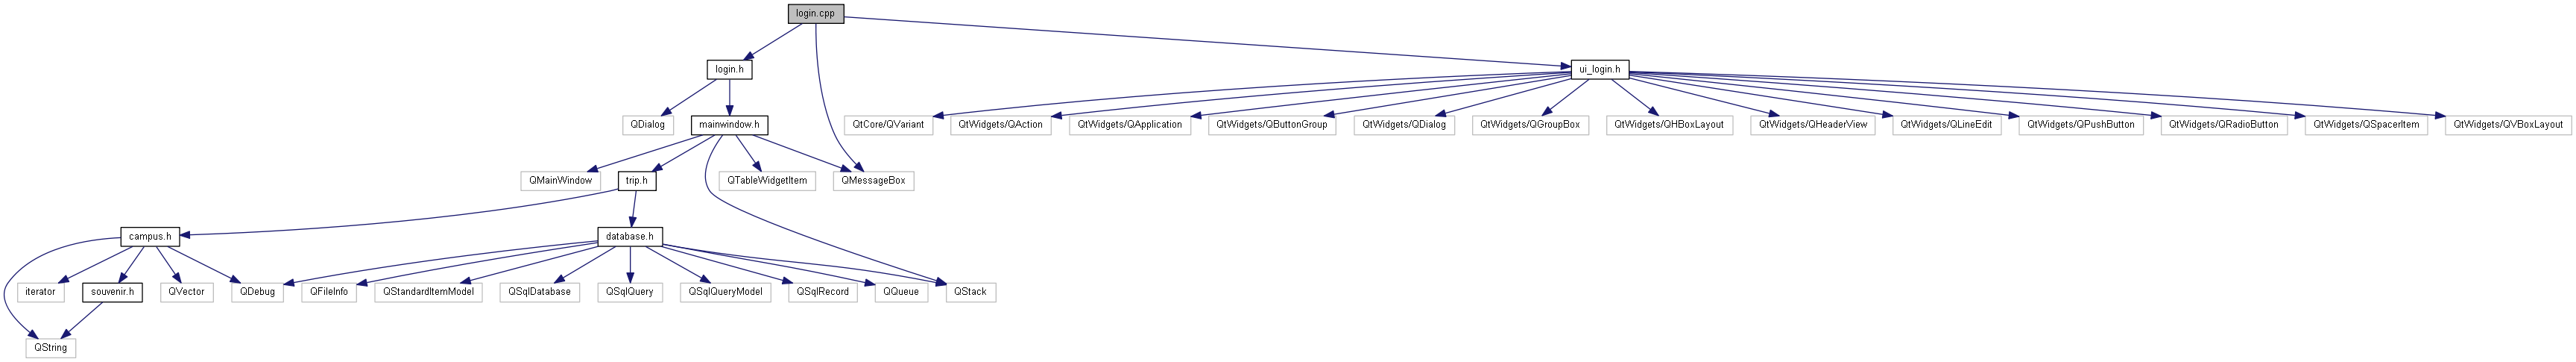 login.cpp
login.h
ui_login.h
QDialog
mainwindow.h
QtCore/QVariant
QtWidgets/QAction
QtWidgets/QApplication
QtWidgets/QButtonGroup
QtWidgets/QDialog
QtWidgets/QGroupBox
QtWidgets/QHBoxLayout
QtWidgets/QHeaderView
QtWidgets/QLineEdit
QtWidgets/QPushButton
QtWidgets/QRadioButton
QtWidgets/QSpacerItem
QtWidgets/QVBoxLayout
QMainWindow
trip.h
QTableWidgetItem
QMessageBox
campus.h
database.h
iterator
souvenir.h
QVector
QDebug
QFileInfo
QStandardItemModel
QSqlDatabase
QSqlQuery
QSqlQueryModel
QSqlRecord
QQueue
QStack
QString